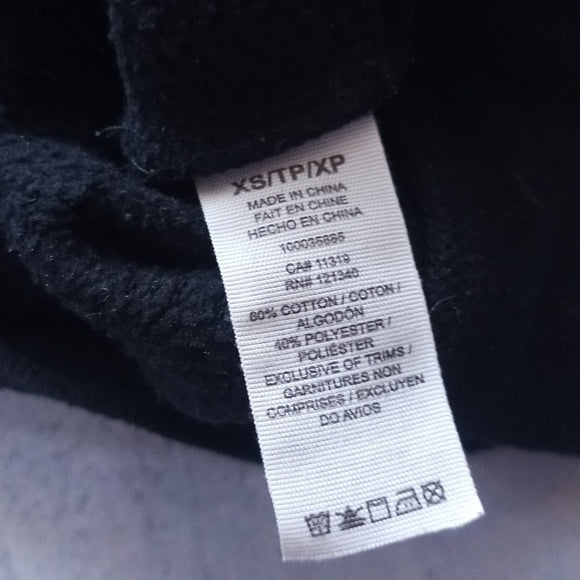 XS/TP/XP
MADE IN CHINA
FAIT EN CHINE
HECHO EN CHINA
100035885
CA# 11319
RN# 121340
60% COTTON / COTON /
ALGODÓN
40% POLYESTER /
POLIÉSTER
EXCLUSIVE OF TRIMS /
GARNITURES NON
COMPRISES / EXCLUYEN
DO AVIOS